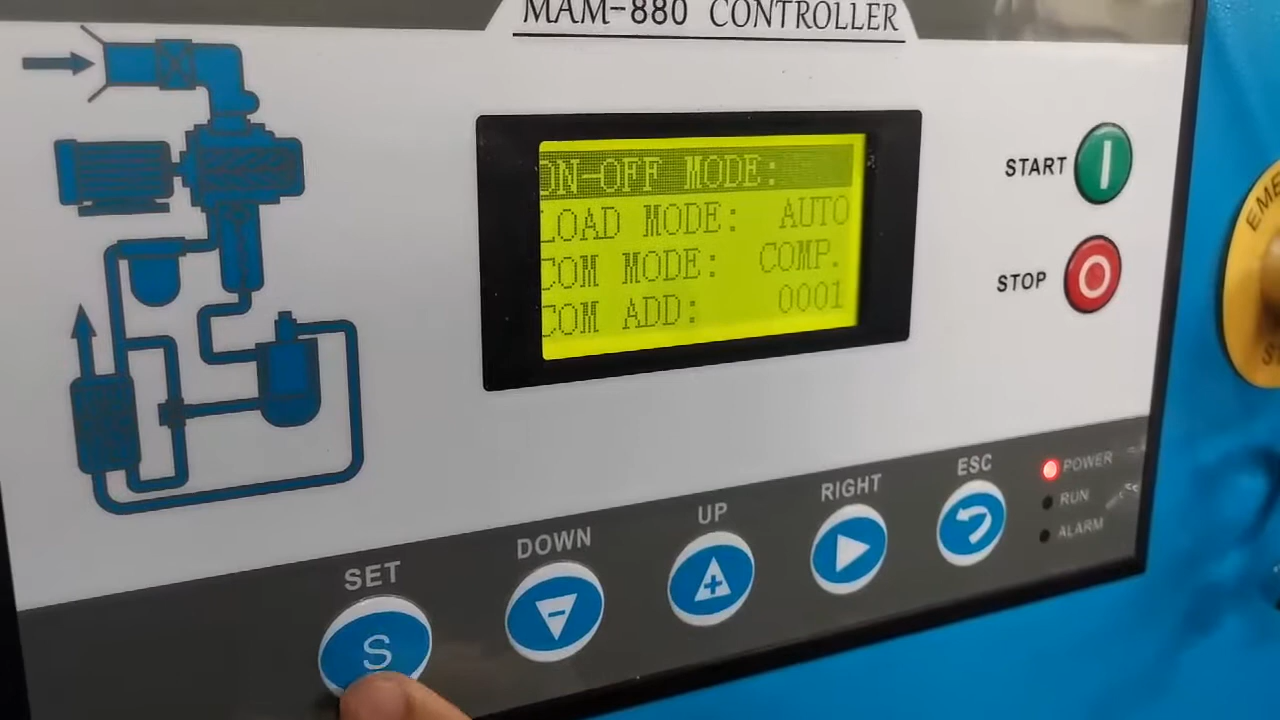 MAM-880 CONTROLLER
ON-OFF MODE:
LOAD MODE: AUTO
COM MODE: COMP.
COM ADD: 0001
START
STOP
EME
S
SET
DOWN
UP
RIGHT
ESC
POWER
RUN
ALARM
S